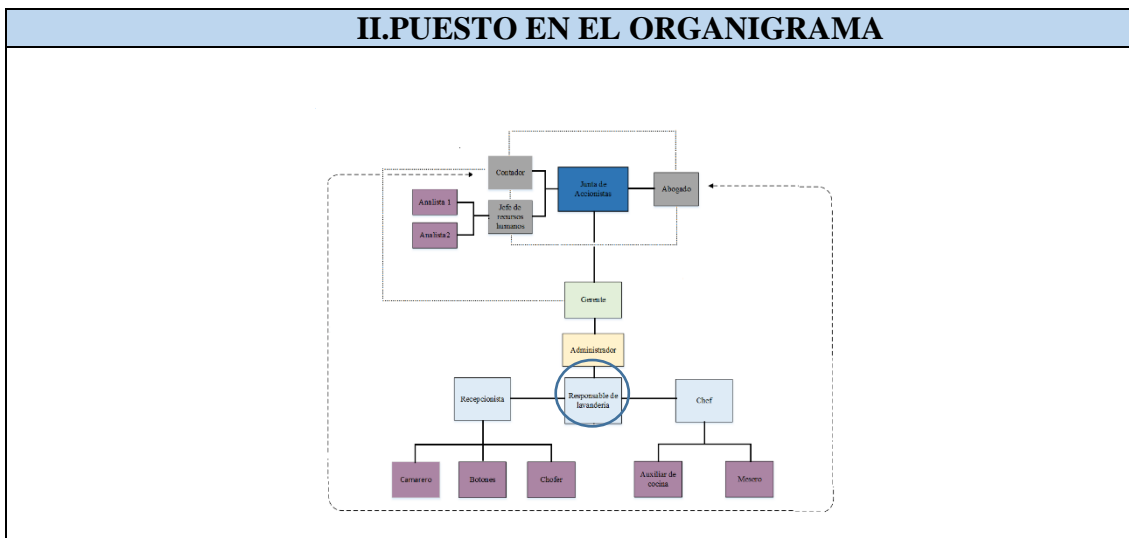 II.PUESTO EN EL ORGANIGRAMA
Contador
Junta de
Accionistas
Abogado
Analista 1
Jefe de
recursos
humanos
Analista2
Gerente
Administrador
Recepcionista
Responsable de
lavandería
Chef
Camarero
Botones
Chofer
Auxiliar de
cocina
Mesero